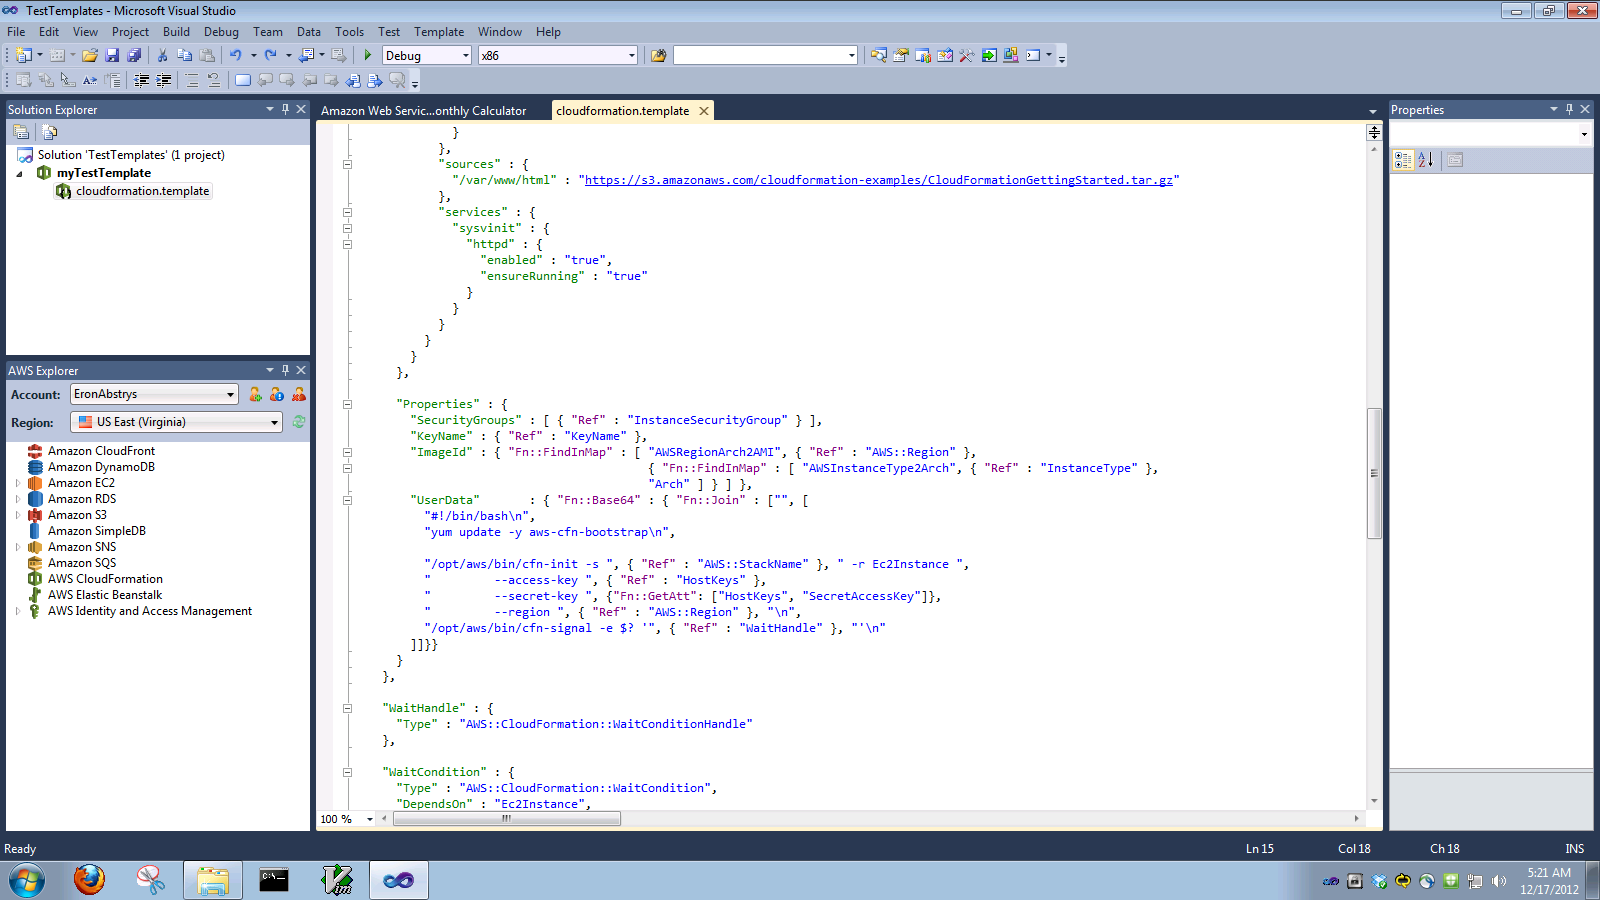 TestTemplates - Microsoft Visual Studio
File Edit View Project Build Debug Team Data Tools Test Template Window Help
Debug x86
Solution Explorer
Solution 'TestTemplates' (1 project)
myTestTemplate
cloudformation.template
AWS Explorer
Account: EronAbstrys
Region: US East (Virginia)
Amazon CloudFront
Amazon DynamoDB
Amazon EC2
Amazon RDS
Amazon S3
Amazon SimpleDB
Amazon SNS
Amazon SQS
AWS CloudFormation
AWS Elastic Beanstalk
AWS Identity and Access Management
Amazon Web Servic...onthly Calculator cloudformation.template
}
},
"sources" : {
"/var/www/html" : "https://s3.amazonaws.com/cloudformation-examples/CloudFormationGettingStarted.tar.gz"
},
"services" : {
"sysvinit" : {
"httpd" : {
"enabled" : "true",
"ensureRunning" : "true"
}
}
}
}
}
},
"Properties" : {
"SecurityGroups" : [ { "Ref" : "InstanceSecurityGroup" } ],
"KeyName" : { "Ref" : "KeyName" },
"ImageId" : { "Fn::FindInMap" : [ "AWSRegionArch2AMI", { "Ref" : "AWS::Region" },
{ "Fn::FindInMap" : [ "AWSInstanceType2Arch", { "Ref" : "InstanceType" },
"Arch" ] } ] },
"UserData" : { "Fn::Base64" : { "Fn::Join" : ["", [
"#!/bin/bash\n",
"yum update -y aws-cfn-bootstrap\n",
"/opt/aws/bin/cfn-init -s ", { "Ref" : "AWS::StackName" }, " -r Ec2Instance ",
" --access-key ", { "Ref" : "HostKeys" },
" --secret-key ", {"Fn::GetAtt": ["HostKeys", "SecretAccessKey"]},
" --region ", { "Ref" : "AWS::Region" }, "\n",
"/opt/aws/bin/cfn-signal -e $? '", { "Ref" : "WaitHandle" }, "'\n"
]]}}
}
},
"WaitHandle" : {
"Type" : "AWS::CloudFormation::WaitConditionHandle"
},
"WaitCondition" : {
"Type" : "AWS::CloudFormation::WaitCondition",
"DependsOn" : "Ec2Instance",
100 %
Properties
Ready Ln 15 Col 18 Ch 18 INS
5:21 AM
12/17/2012